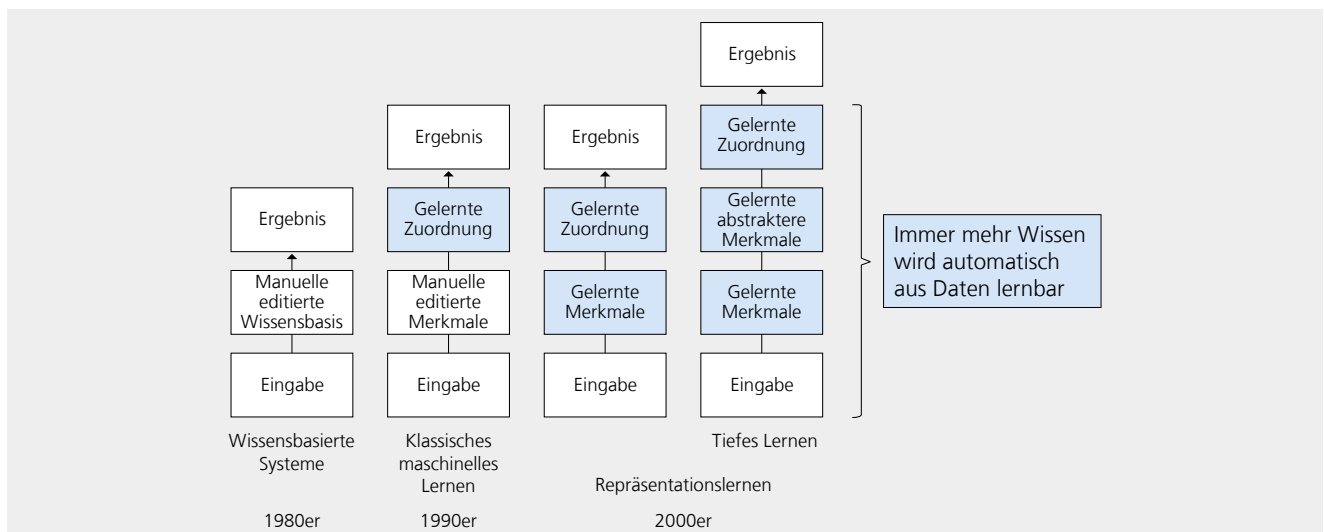 Ergebnis
Manuelle
editierte
Wissensbasis
Eingabe
Wissensbasierte
Systeme
1980er
Ergebnis
Gelernte
Zuordnung
Manuelle
editierte
Merkmale
Eingabe
Klassisches
maschinelles
Lernen
1990er
Ergebnis
Gelernte
Zuordnung
Gelernte
Merkmale
Eingabe
Ergebnis
Gelernte
Zuordnung
Gelernte
abstraktere
Merkmale
Gelernte
Merkmale
Eingabe
Tiefes Lernen
Repräsentationslernen
2000er
Immer mehr Wissen
wird automatisch
aus Daten lernbar